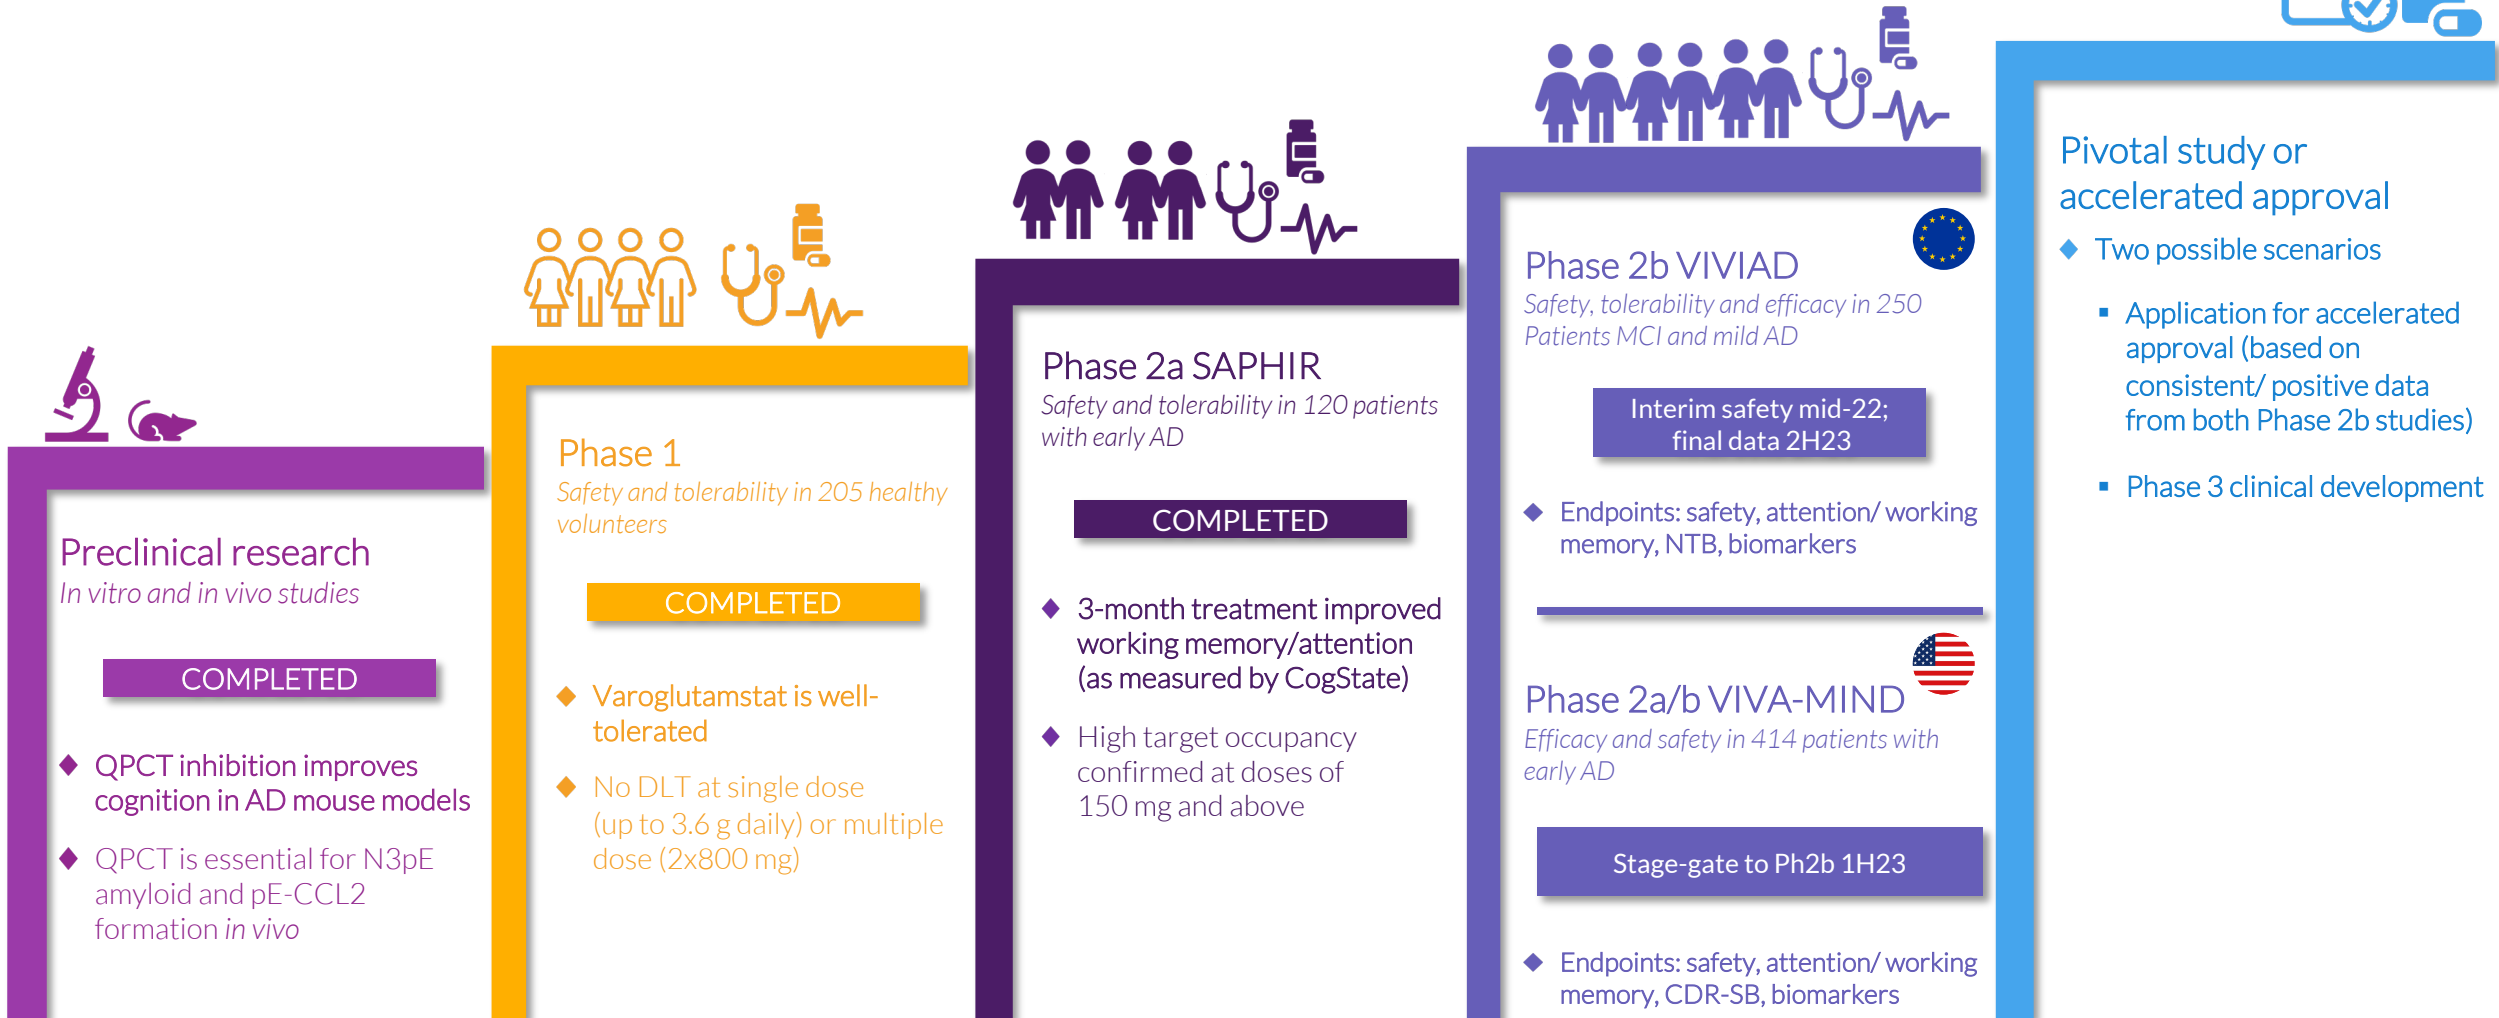 Preclinical research
In vitro and in vivo studies
COMPLETED
QPCT inhibition improves
cognition in AD mouse models
QPCT is essential for N3pE
amyloid and pE-CCL2
formation in vivo
Phase 1
Safety and tolerability in 205 healthy
volunteers
COMPLETED
Varoglutamstat is well-
tolerated
No DLT at single dose
(up to 3.6 g daily) or multiple
dose (2x800 mg)
Phase 2a SAPHIR
Safety and tolerability in 120 patients
with early AD
COMPLETED
3-month treatment improved
working memory/attention
(as measured by CogState)
High target occupancy
confirmed at doses of
150 mg and above
Phase 2b VIVIAD
Safety, tolerability and efficacy in 250
Patients MCI and mild AD
Interim safety mid-22;
final data 2H23
Endpoints: safety, attention/ working
memory, NTB, biomarkers
Phase 2a/b VIVA-MIND
Efficacy and safety in 414 patients with
early AD
Stage-gate to Ph2b 1H23
Endpoints: safety, attention/ working
memory, CDR-SB, biomarkers
Pivotal study or
accelerated approval
Two possible scenarios
Application for accelerated
approval (based on
consistent/ positive data
from both Phase 2b studies)
Phase 3 clinical development